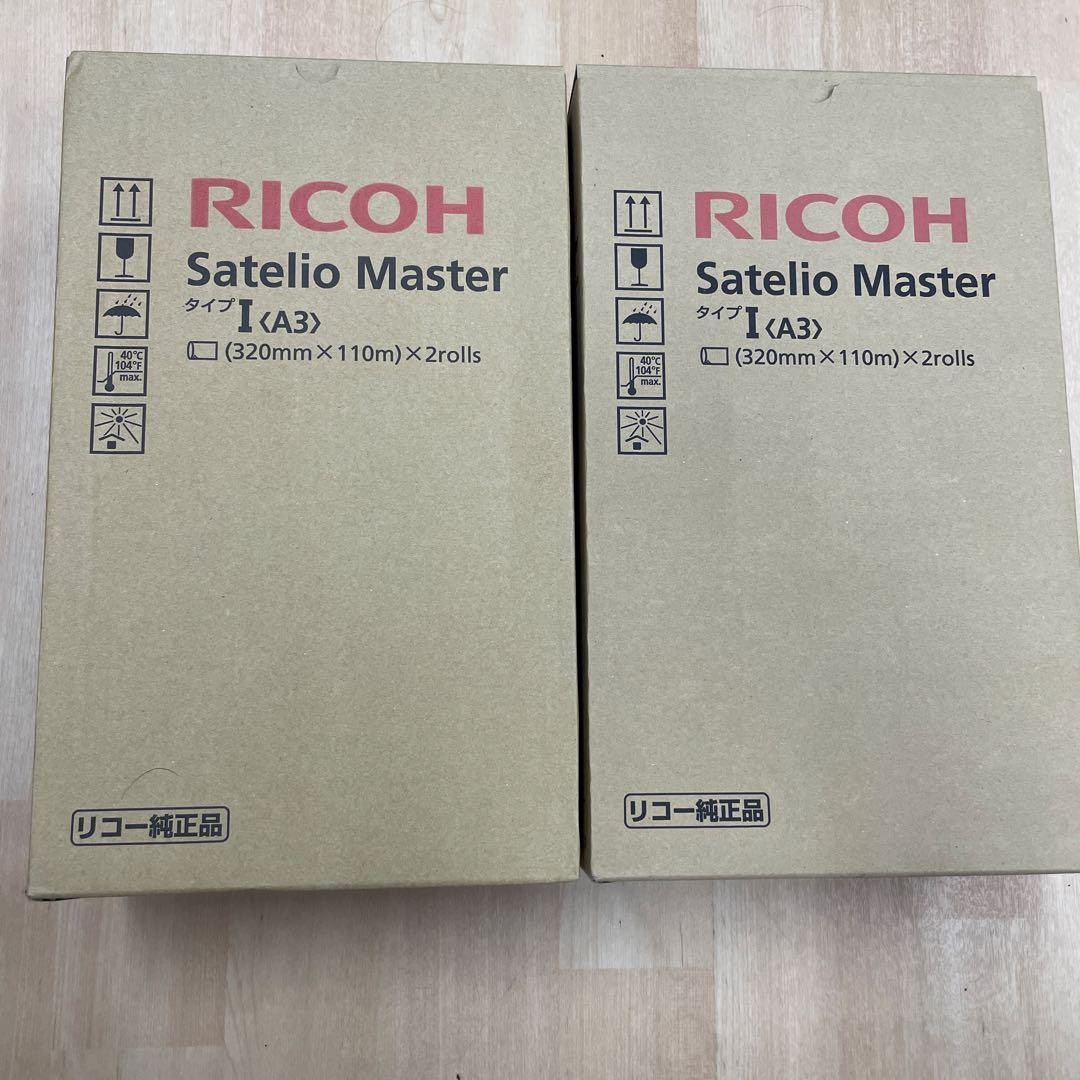 RICOH
Satelio Master
タイプI〈A3〉
(320mm×110m)×2rolls
40℃
104°F
max.
リコー純正品
RICOH
Satelio Master
タイプI〈A3〉
(320mm×110m)×2rolls
40℃
104°F
max.
リコー純正品